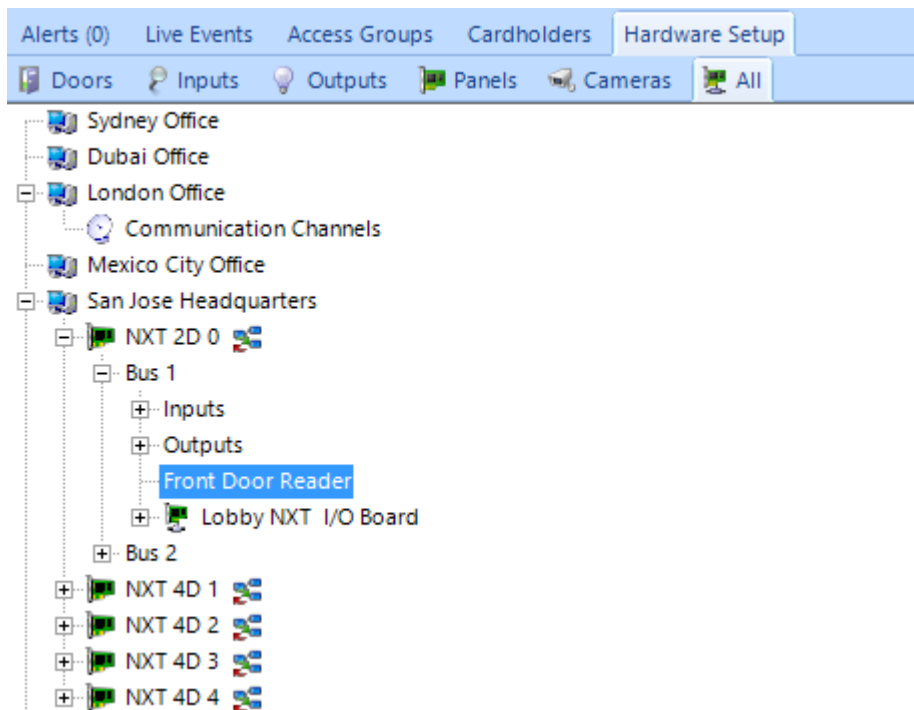 Alerts (0) Live Events Access Groups Cardholders Hardware Setup
Doors Inputs Outputs Panels Cameras All
Sydney Office
Dubai Office
London Office
Communication Channels
Mexico City Office
San Jose Headquarters
NXT 2D 0
Bus 1
Inputs
Outputs
Front Door Reader
Lobby NXT I/O Board
Bus 2
NXT 4D 1
NXT 4D 2
NXT 4D 3
NXT 4D 4